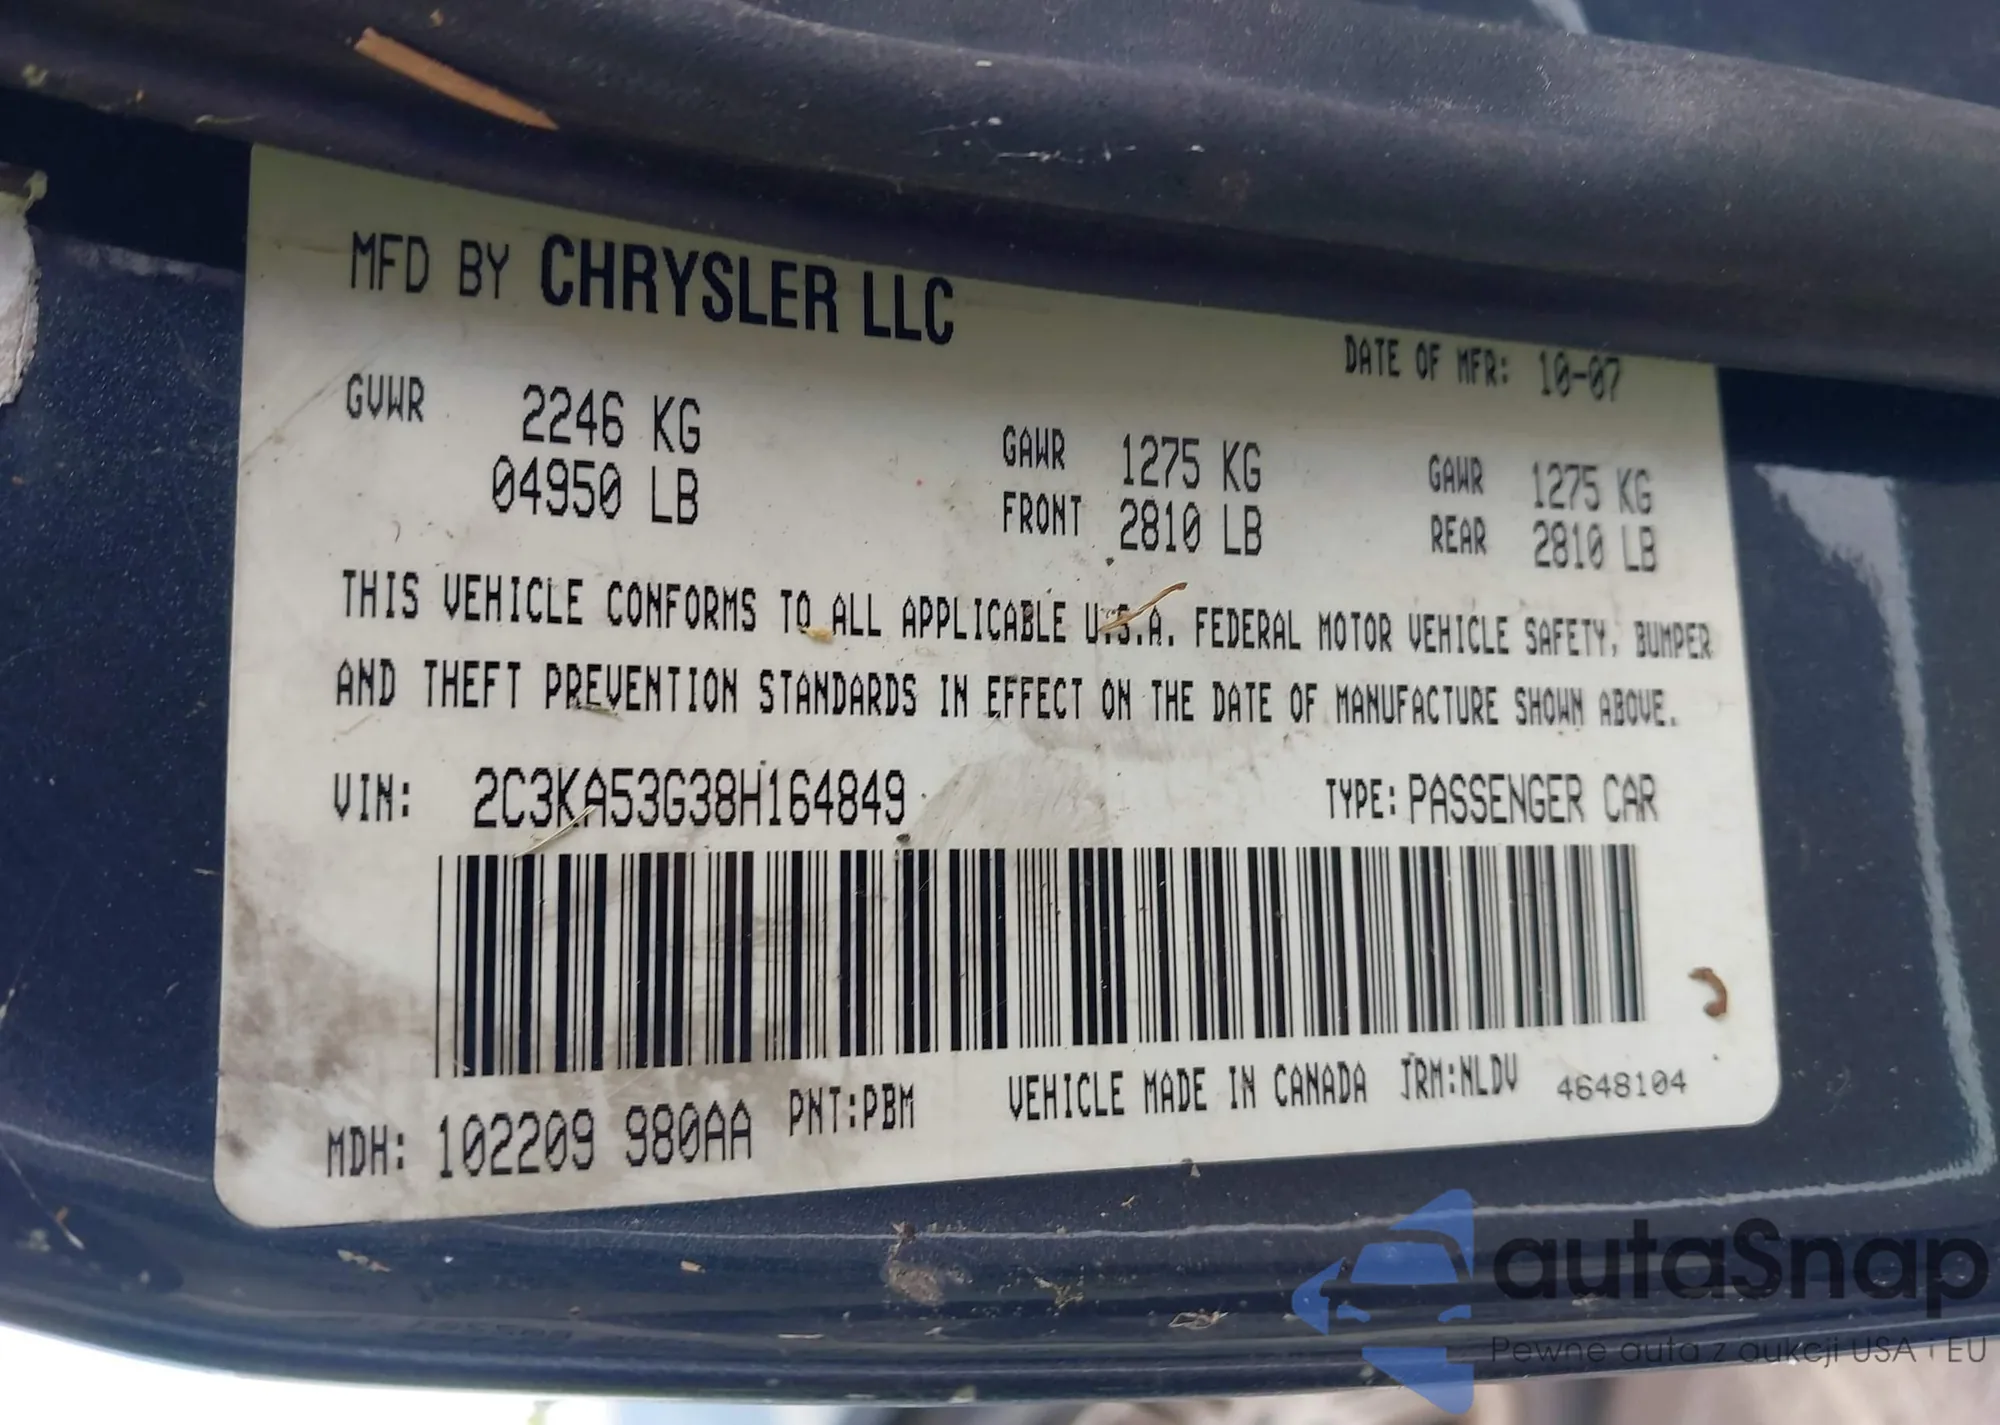 MFD BY CHRYSLER LLC
DATE OF MFR: 10-07
GVWR 2246 KG
04950 LB
GAWR 1275 KG
FRONT 2810 LB
GAWR 1275 KG
REAR 2810 LB
THIS VEHICLE CONFORMS TO ALL APPLICABLE U.S.A. FEDERAL MOTOR VEHICLE SAFETY, BUMPER
AND THEFT PREVENTION STANDARDS IN EFFECT ON THE DATE OF MANUFACTURE SHOWN ABOVE.
VIN: 2C3KA53G38H164849
TYPE: PASSENGER CAR
MDH: 102209 980AA PNT:PBM VEHICLE MADE IN CANADA TRM:NLDV 4648104
autaSnap
Pewne auta z aukcji USA i EU